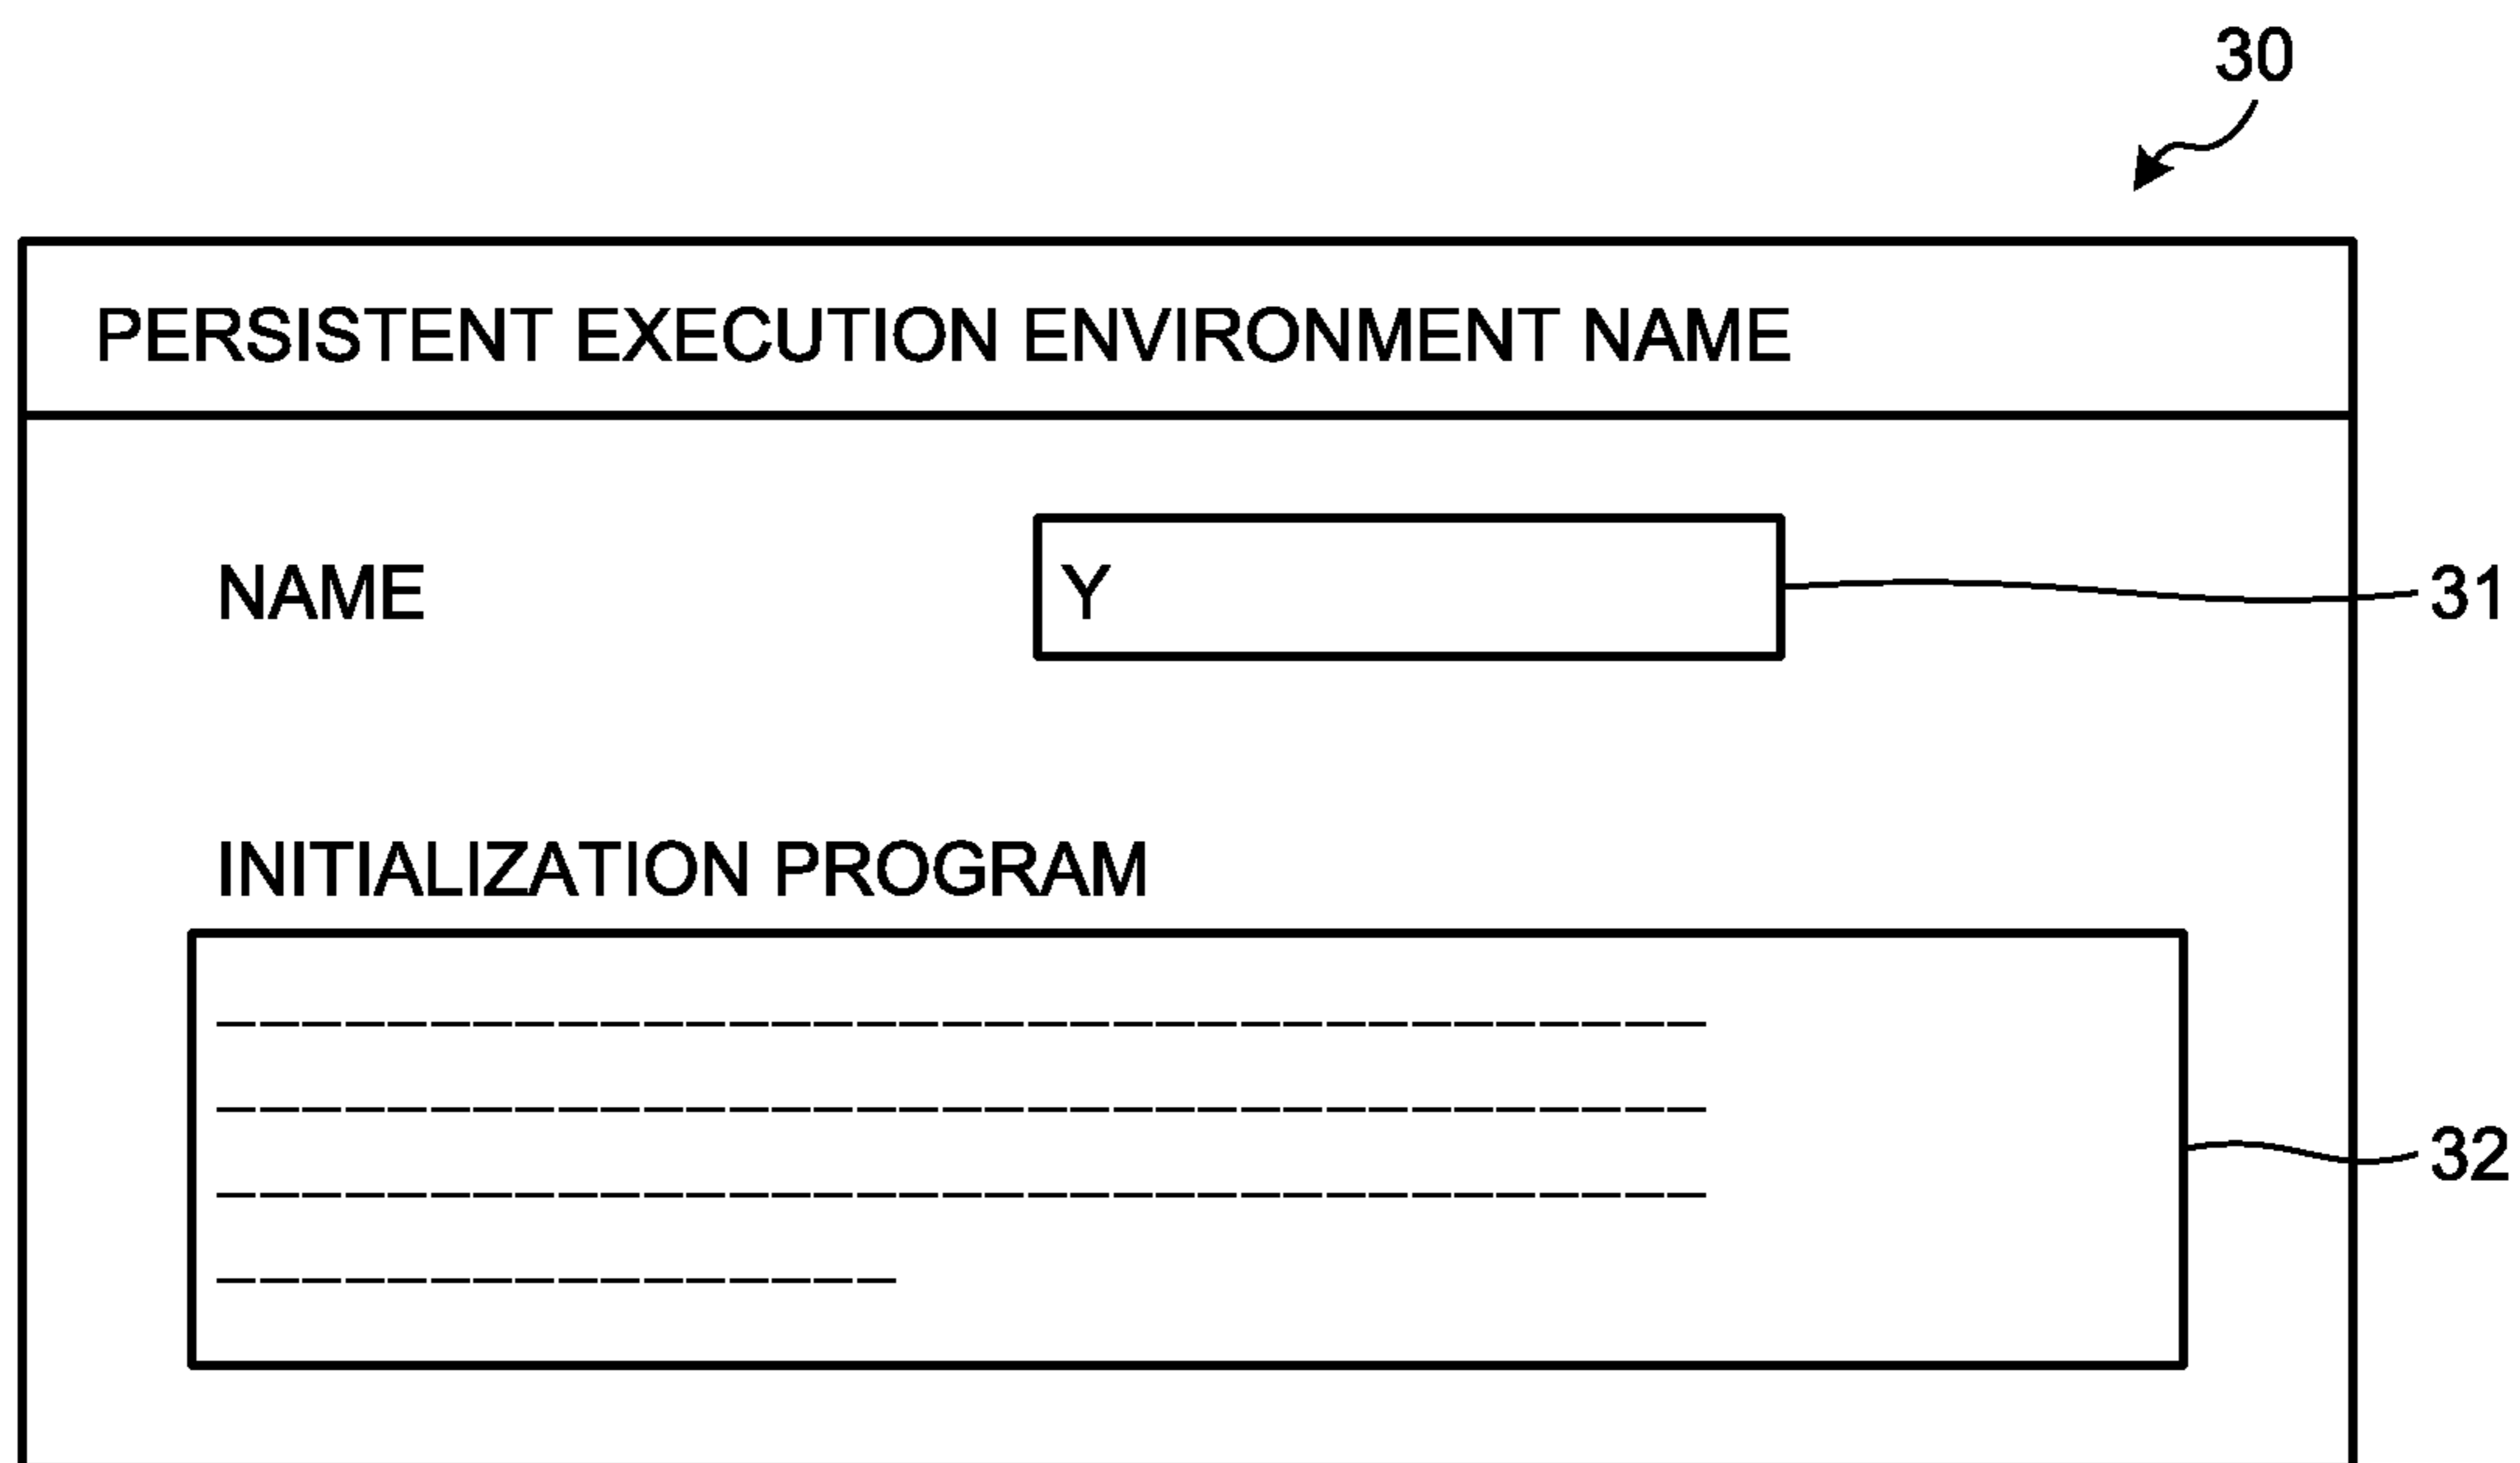 30
PERSISTENT EXECUTION ENVIRONMENT NAME
NAME Y 31
INITIALIZATION PROGRAM
32